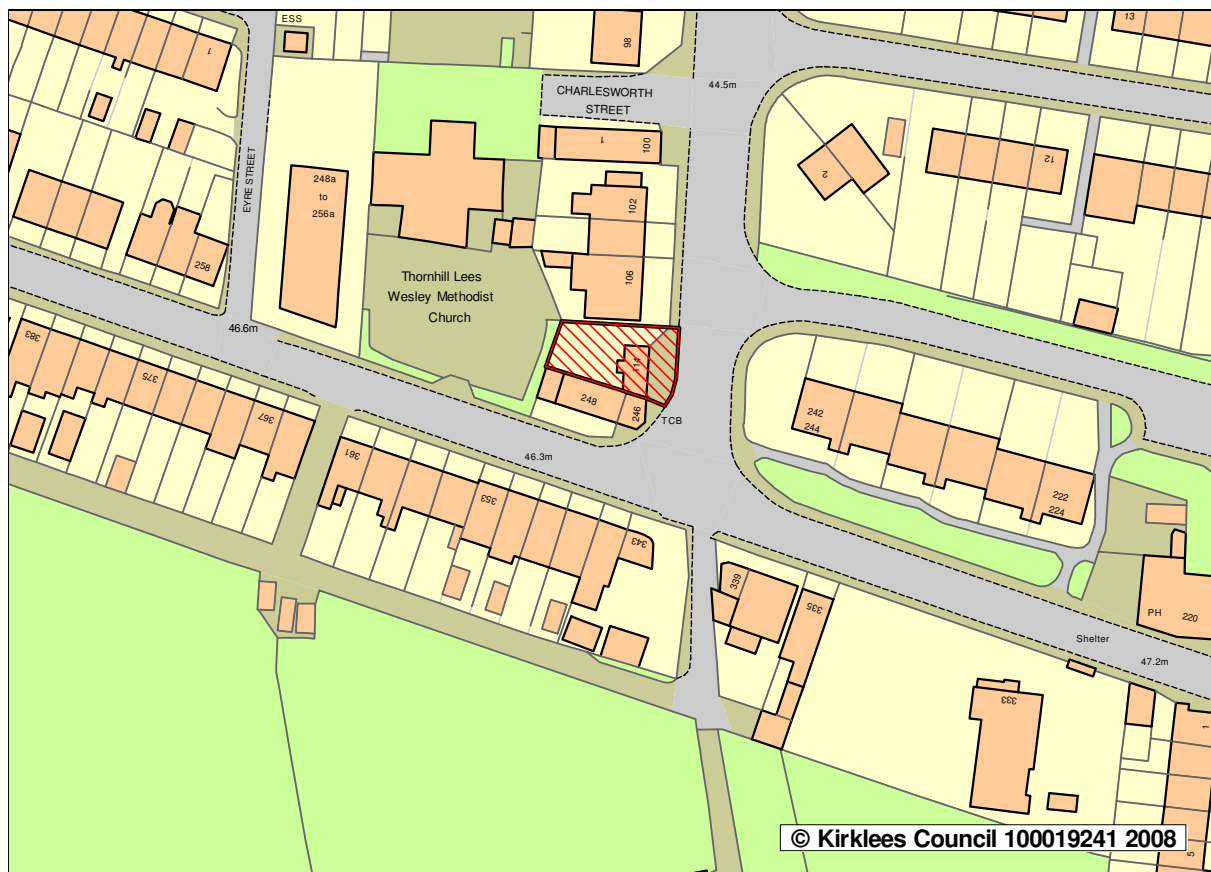 ESS
1
98
13
44.5m
CHARLESWORTH
STREET
1
100
12
2
EYRE STREET
248a
to
256a
102
258
106
Thornhill Lees
Wesley Methodist
Church
46.6m
383
375
367
114
248
246
TCB
242
244
46.3m
361
353
343
222
224
339
335
PH
220
Shelter
47.2m
333
1
5
© Kirklees Council 100019241 2008